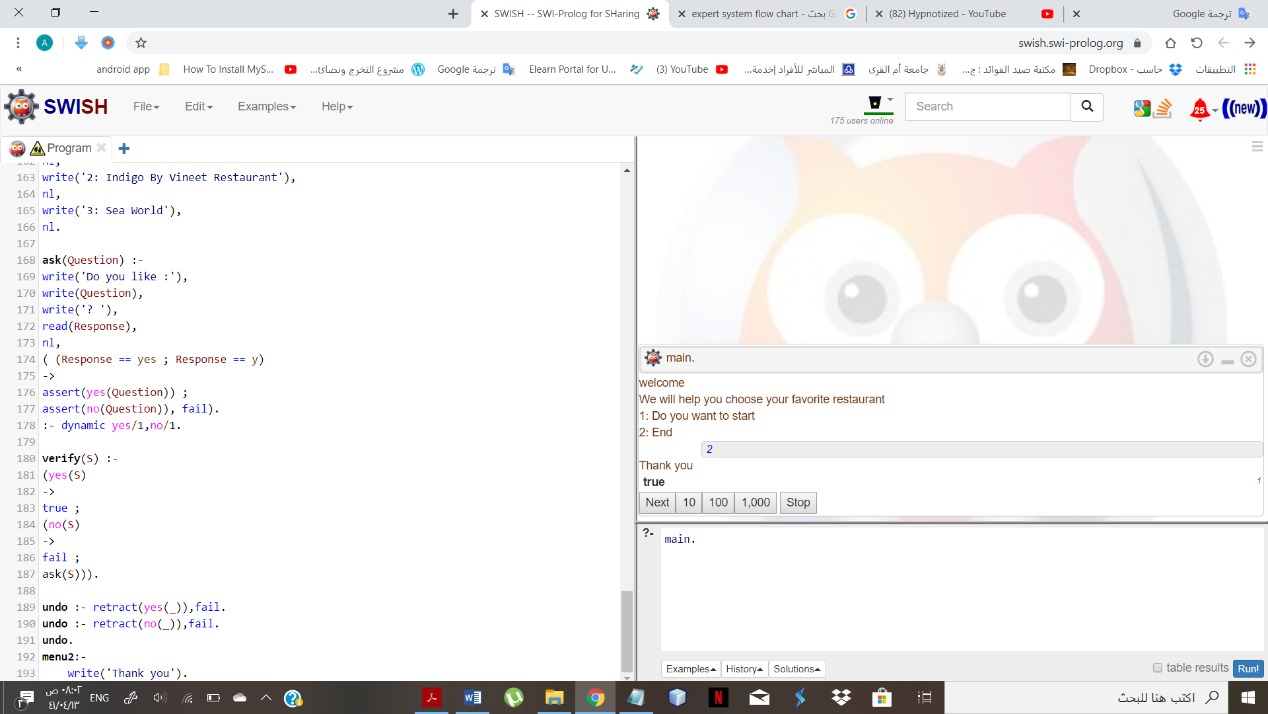 SWISH -- SWI-Prolog for SHaring
expert system flow chart - بحث G
(82) Hypnotized - YouTube
ترجمة Google
A
swish.swi-prolog.org
«
android app
How To Install MyS...
مشروع التخرج ونصائ...
ترجمة Google
Elearn Portal for U...
(3) YouTube
المباشر للأفراد |خدمة...
جامعة أم القرى
مكتبة صيد الفوائد : ج...
حاسب - Dropbox
التطبيقات
SWISH
File
Edit
Examples
Help
175 users online
Search
25
((new))
Program
162 nl,
163 write('2: Indigo By Vineet Restaurant'),
164 nl,
165 write('3: Sea World'),
166 nl.
167
168 ask(Question) :-
169 write('Do you like :'),
170 write(Question),
171 write('? '),
172 read(Response),
173 nl,
174 ( (Response == yes ; Response == y)
175 ->
176 assert(yes(Question)) ;
177 assert(no(Question)), fail).
178 :- dynamic yes/1,no/1.
179
180 verify(S) :-
181 (yes(S)
182 ->
183 true ;
184 (no(S)
185 ->
186 fail ;
187 ask(S))).
188
189 undo :- retract(yes(_)),fail.
190 undo :- retract(no(_)),fail.
191 undo.
192 menu2:-
193 write('Thank you').
main.
welcome
We will help you choose your favorite restaurant
1: Do you want to start
2: End
2
Thank you
true
1
Next 10 100 1,000 Stop
?- main.
Examples History Solutions
table results Run!
٠٨:٠٢ ص
٤١/٠٤/١٣
ENG
اكتب هنا للبحث